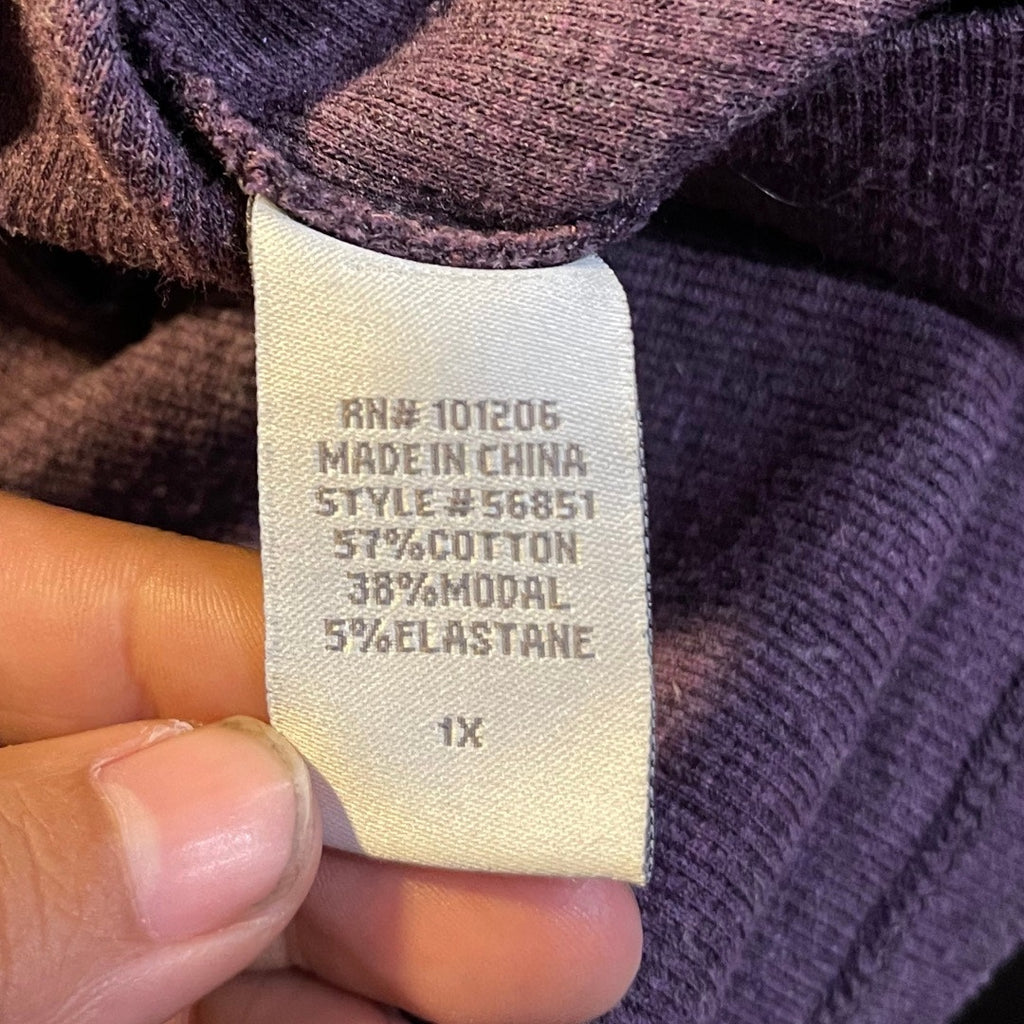 RN# 101206
MADE IN CHINA
STYLE #56851
57%COTTON
38%MODAL
5%ELASTANE
1X